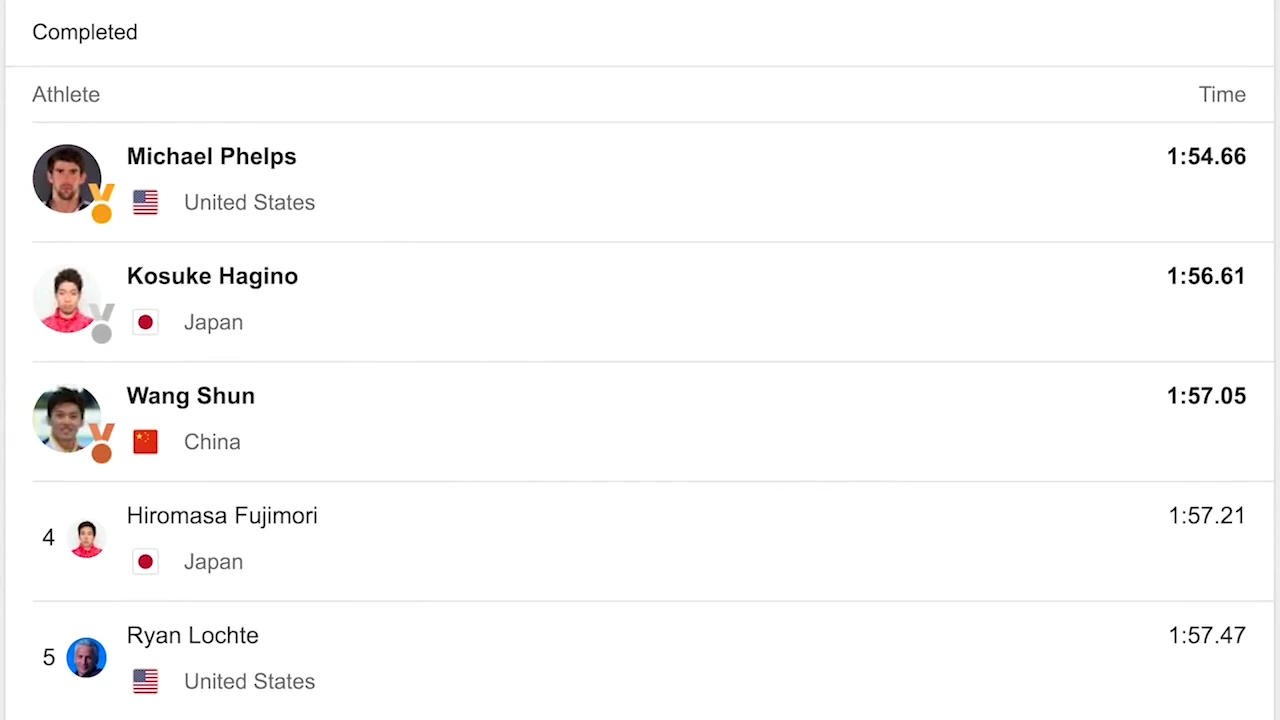 Completed
Athlete Time
Michael Phelps 1:54.66
United States
Kosuke Hagino 1:56.61
Japan
Wang Shun 1:57.05
China
Hiromasa Fujimori 1:57.21
4
Japan
Ryan Lochte 1:57.47
5
United States